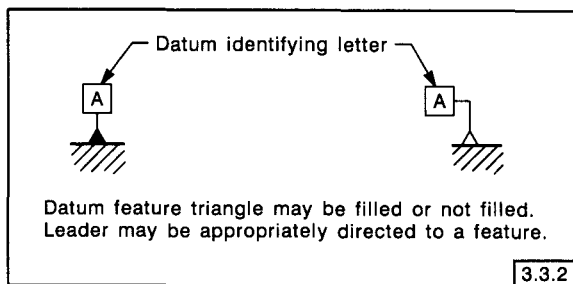 Datum identifying letter
A
A
Datum feature triangle may be filled or not filled.
Leader may be appropriately directed to a feature.
3.3.2